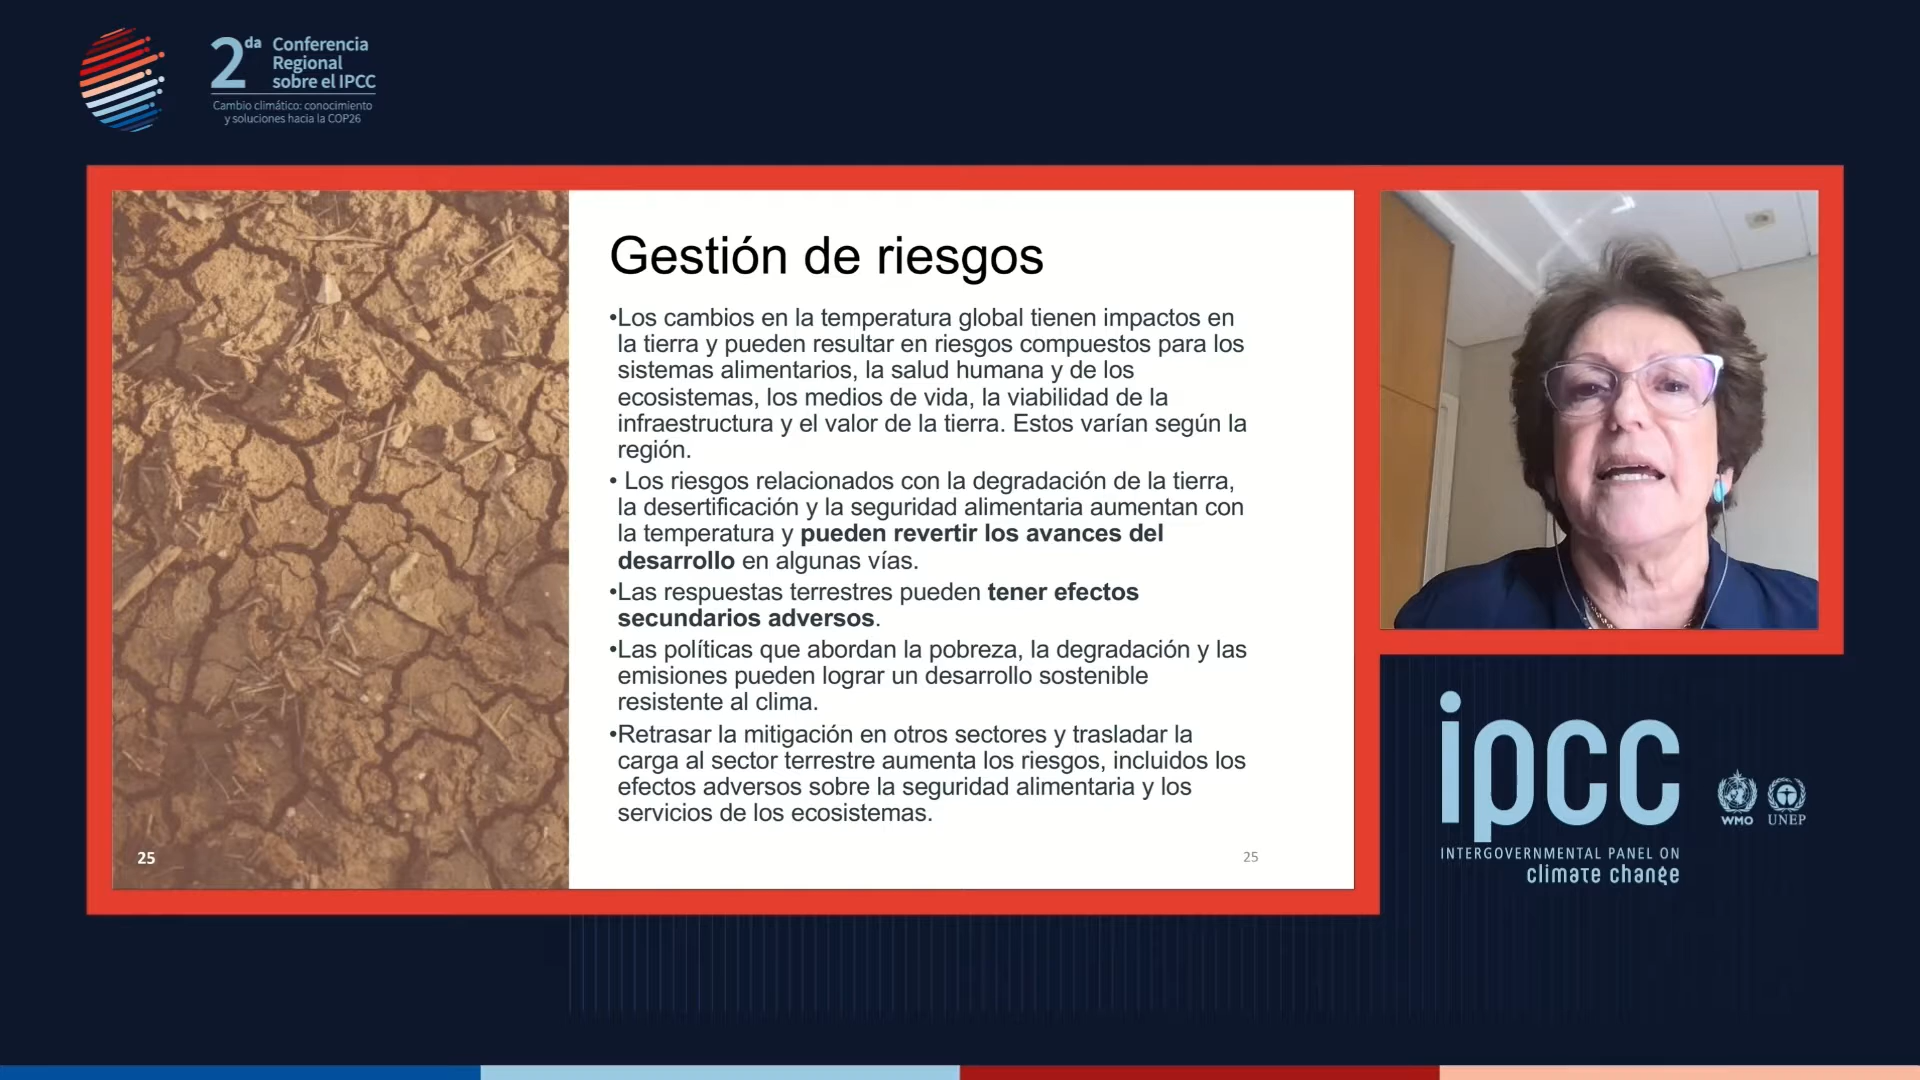 2da Conferencia
Regional
sobre el IPCC
Cambio climático: conocimiento
y soluciones hacia la COP26
Gestión de riesgos
•Los cambios en la temperatura global tienen impactos en
la tierra y pueden resultar en riesgos compuestos para los
sistemas alimentarios, la salud humana y de los
ecosistemas, los medios de vida, la viabilidad de la
infraestructura y el valor de la tierra. Estos varían según la
región.
• Los riesgos relacionados con la degradación de la tierra,
la desertificación y la seguridad alimentaria aumentan con
la temperatura y pueden revertir los avances del
desarrollo en algunas vías.
•Las respuestas terrestres pueden tener efectos
secundarios adversos.
•Las políticas que abordan la pobreza, la degradación y las
emisiones pueden lograr un desarrollo sostenible
resistente al clima.
•Retrasar la mitigación en otros sectores y trasladar la
carga al sector terrestre aumenta los riesgos, incluidos los
efectos adversos sobre la seguridad alimentaria y los
servicios de los ecosistemas.
25
25
ipcc
INTERGOVERNMENTAL PANEL ON
climate change
WMO
UNEP